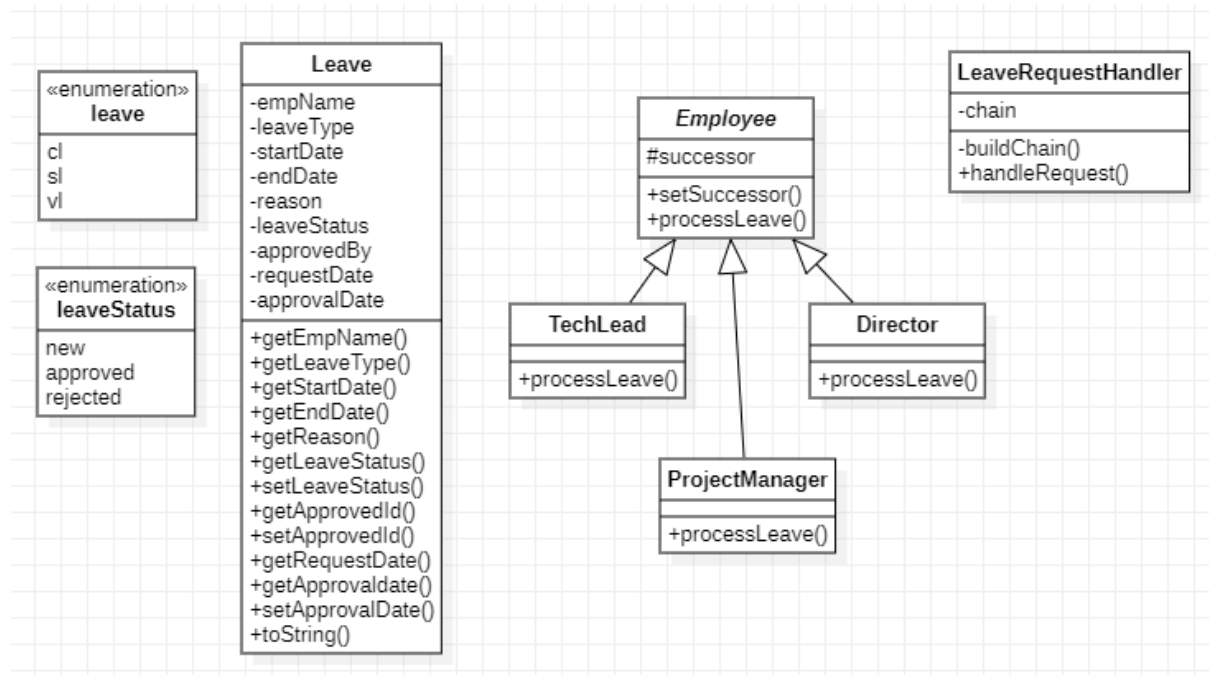 «enumeration»
leave
cl
sl
vl
«enumeration»
leaveStatus
new
approved
rejected
Leave
-empName
-leaveType
-startDate
-endDate
-reason
-leaveStatus
-approvedBy
-requestDate
-approvalDate
+getEmpName()
+getLeaveType()
+getStartDate()
+getEndDate()
+getReason()
+getLeaveStatus()
+setLeaveStatus()
+getApprovedId()
+setApprovedId()
+getRequestDate()
+getApprovaldate()
+setApprovalDate()
+toString()
Employee
#successor
+setSuccessor()
+processLeave()
TechLead
+processLeave()
Director
+processLeave()
ProjectManager
+processLeave()
LeaveRequestHandler
-chain
-buildChain()
+handleRequest()